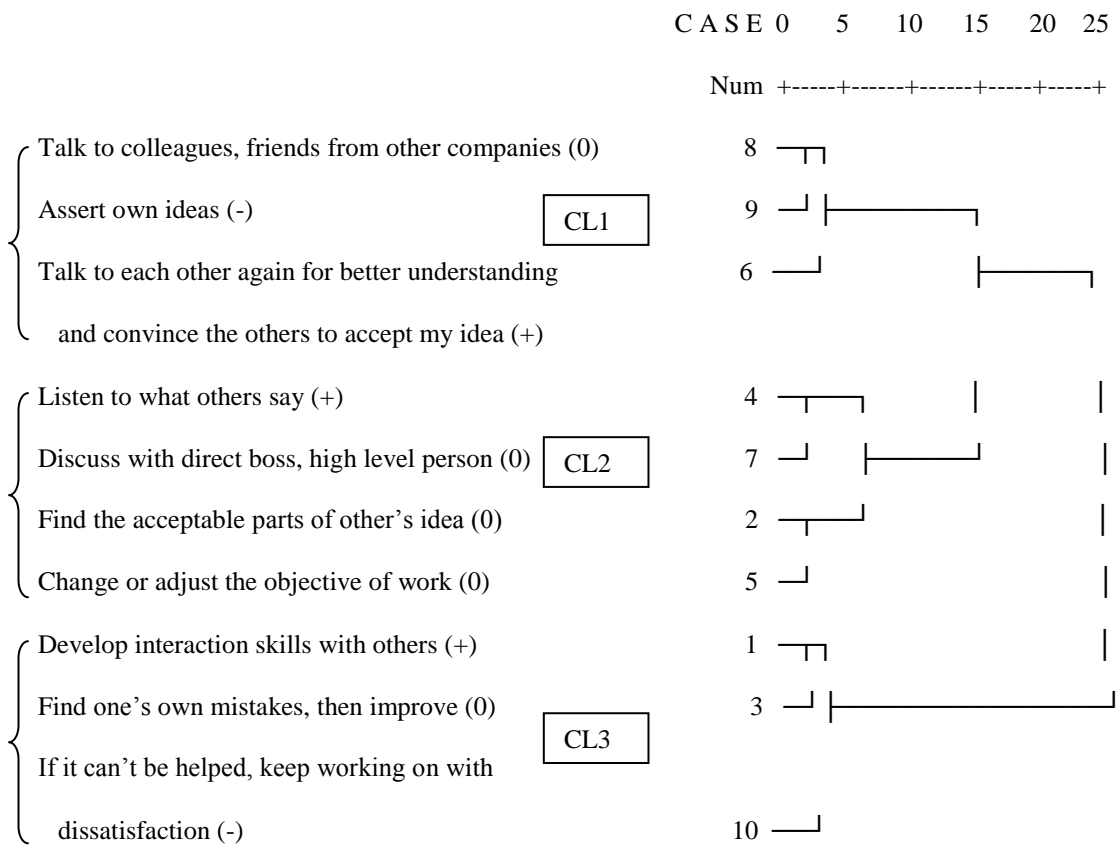 C A S E 0 5 10 15 20 25
Num +-----+------+------+-----+-----+
Talk to colleagues, friends from other companies (0) 8
Assert own ideas (-) CL1 9
Talk to each other again for better understanding 6
and convince the others to accept my idea (+)
Listen to what others say (+) 4
Discuss with direct boss, high level person (0) CL2 7
Find the acceptable parts of other’s idea (0) 2
Change or adjust the objective of work (0) 5
Develop interaction skills with others (+) 1
Find one’s own mistakes, then improve (0) 3
CL3
If it can’t be helped, keep working on with
dissatisfaction (-) 10